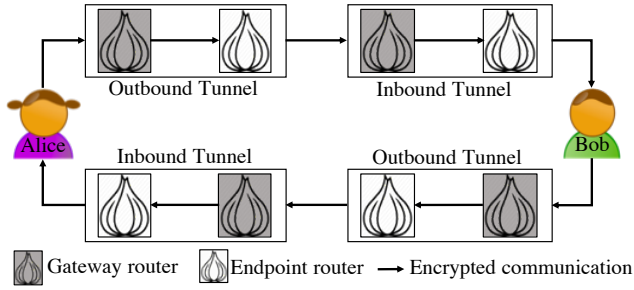 Outbound Tunnel
Inbound Tunnel
Alice
Bob
Inbound Tunnel
Outbound Tunnel
Gateway router
Endpoint router
Encrypted communication